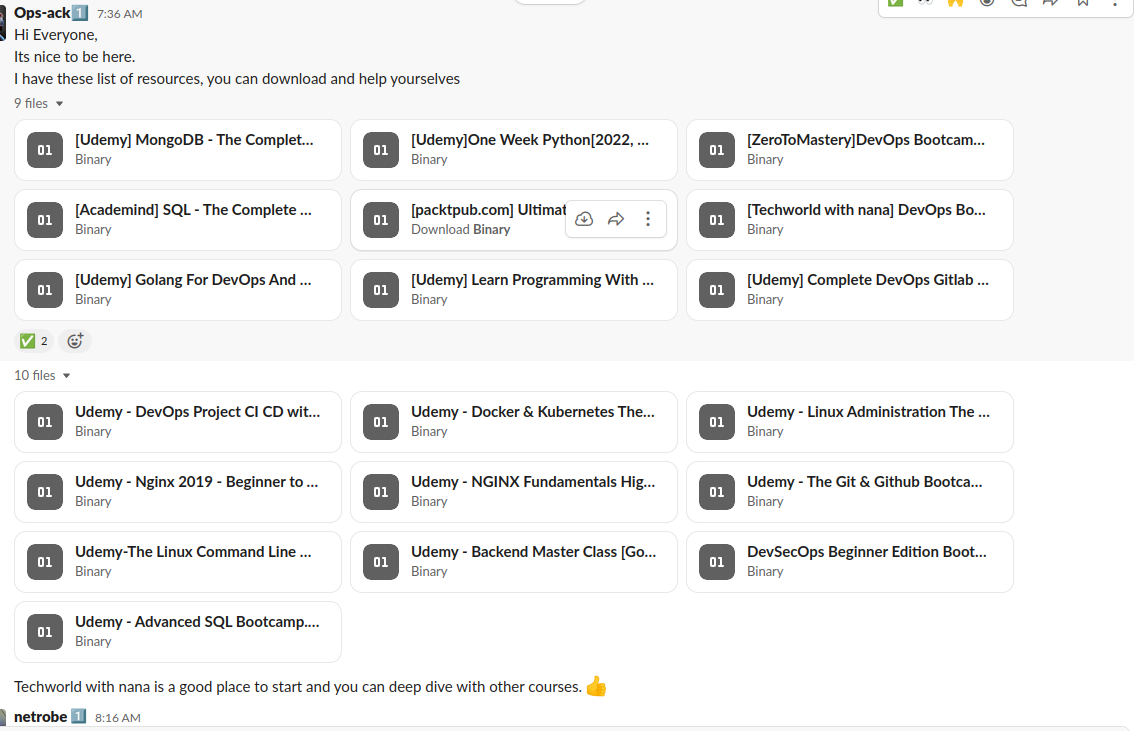 Ops-ack 1 7:36 AM
Hi Everyone,
Its nice to be here.
I have these list of resources, you can download and help yourselves
9 files
01 [Udemy] MongoDB - The Complet...
Binary
01 [Udemy]One Week Python[2022, ...
Binary
01 [ZeroToMastery]DevOps Bootcam...
Binary
01 [Academind] SQL - The Complete ...
Binary
01 [packtpub.com] Ultimat
Download Binary
01 [Techworld with nana] DevOps Bo...
Binary
01 [Udemy] Golang For DevOps And ...
Binary
01 [Udemy] Learn Programming With ...
Binary
01 [Udemy] Complete DevOps Gitlab ...
Binary
2
10 files
01 Udemy - DevOps Project CI CD wit...
Binary
01 Udemy - Docker & Kubernetes The...
Binary
01 Udemy - Linux Administration The ...
Binary
01 Udemy - Nginx 2019 - Beginner to ...
Binary
01 Udemy - NGINX Fundamentals Hig...
Binary
01 Udemy - The Git & Github Bootca...
Binary
01 Udemy-The Linux Command Line ...
Binary
01 Udemy - Backend Master Class [Go...
Binary
01 DevSecOps Beginner Edition Boot...
Binary
01 Udemy - Advanced SQL Bootcamp....
Binary
Techworld with nana is a good place to start and you can deep dive with other courses.
netrobe 1 8:16 AM